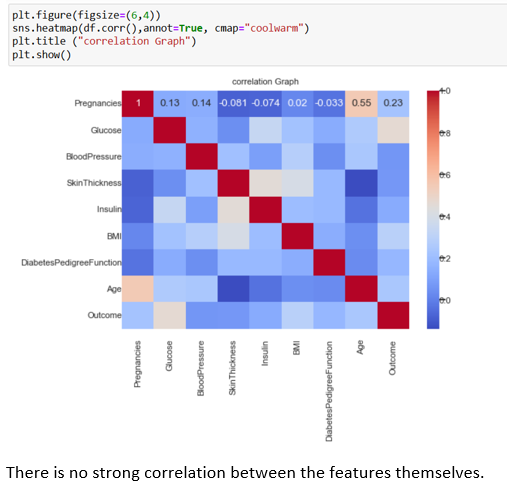 plt.figure(figsize=(6,4))
sns.heatmap(df.corr(),annot=True, cmap="coolwarm")
plt.title ("correlation Graph")
plt.show()
correlation Graph
Pregnancies 1 0.13 0.14 -0.081 -0.074 0.02 -0.033 0.55 0.23
Glucose
BloodPressure
SkinThickness
Insulin
BMI
DiabetesPedigreeFunction
Age
Outcome
1.0
0.8
0.6
0.4
0.2
0.0
Pregnancies
Glucose
BloodPressure
SkinThickness
Insulin
BMI
DiabetesPedigreeFunction
Age
Outcome
There is no strong correlation between the features themselves.